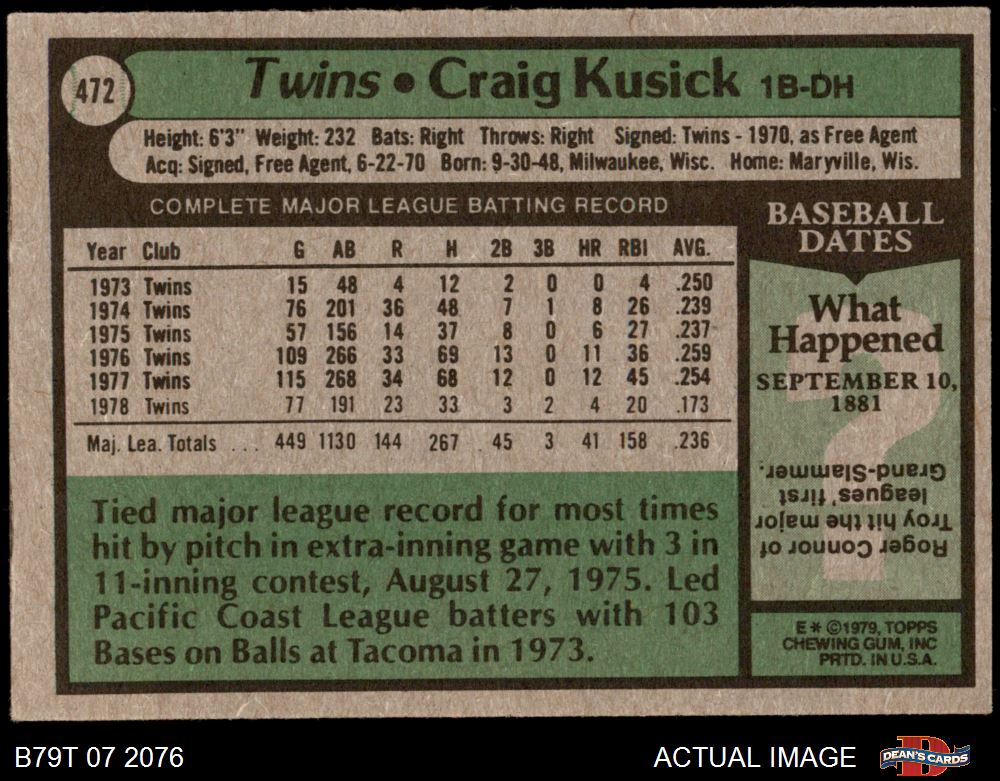 472
Twins • Craig Kusick 1B-DH
Height: 6'3" Weight: 232 Bats: Right Throws: Right Signed: Twins - 1970, as Free Agent
Acq: Signed, Free Agent, 6-22-70 Born: 9-30-48, Milwaukee, Wisc. Home: Maryville, Wis.
COMPLETE MAJOR LEAGUE BATTING RECORD
Year Club G AB R H 2B 3B HR RBI AVG.
1973 Twins 15 48 4 12 2 0 0 4 .250
1974 Twins 76 201 36 48 7 1 8 26 .239
1975 Twins 57 156 14 37 8 0 6 27 .237
1976 Twins 109 266 33 69 13 0 11 36 .259
1977 Twins 115 268 34 68 12 0 12 45 .254
1978 Twins 77 191 23 33 3 2 4 20 .173
Maj. Lea. Totals ... 449 1130 144 267 45 3 41 158 .236
Tied major league record for most times
hit by pitch in extra-inning game with 3 in
11-inning contest, August 27, 1975. Led
Pacific Coast League batters with 103
Bases on Balls at Tacoma in 1973.
BASEBALL
DATES
What
Happened
SEPTEMBER 10,
1881
?
Roger Connor of
Troy hit the major
leagues' first
Grand-Slammer.
E * ©1979, TOPPS
CHEWING GUM, INC
PRTD. IN U.S.A.
B79T 07 2076
ACTUAL IMAGE
D
DEAN'S CARDS